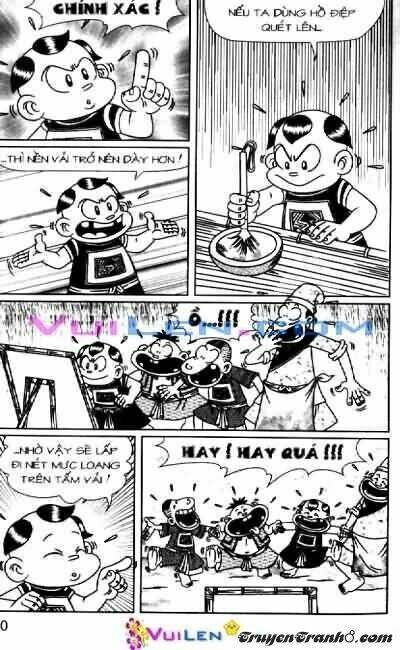 CHÍNH XÁC!
NẾU TA DÙNG HỒ ĐIỆP
QUÉT LÊN..
...THÌ NỀN VẢI TRỞ NÊN DÀY HƠN!
Ồ...!!!
VUILEN.COM
...NHỜ VẬY SẼ LẤP
ĐI NÉT MỰC LOANG
TRÊN TẤM VẢI!
HAY! HAY QUÁ!!!
0
VUILEN
TruyenTranh8.com